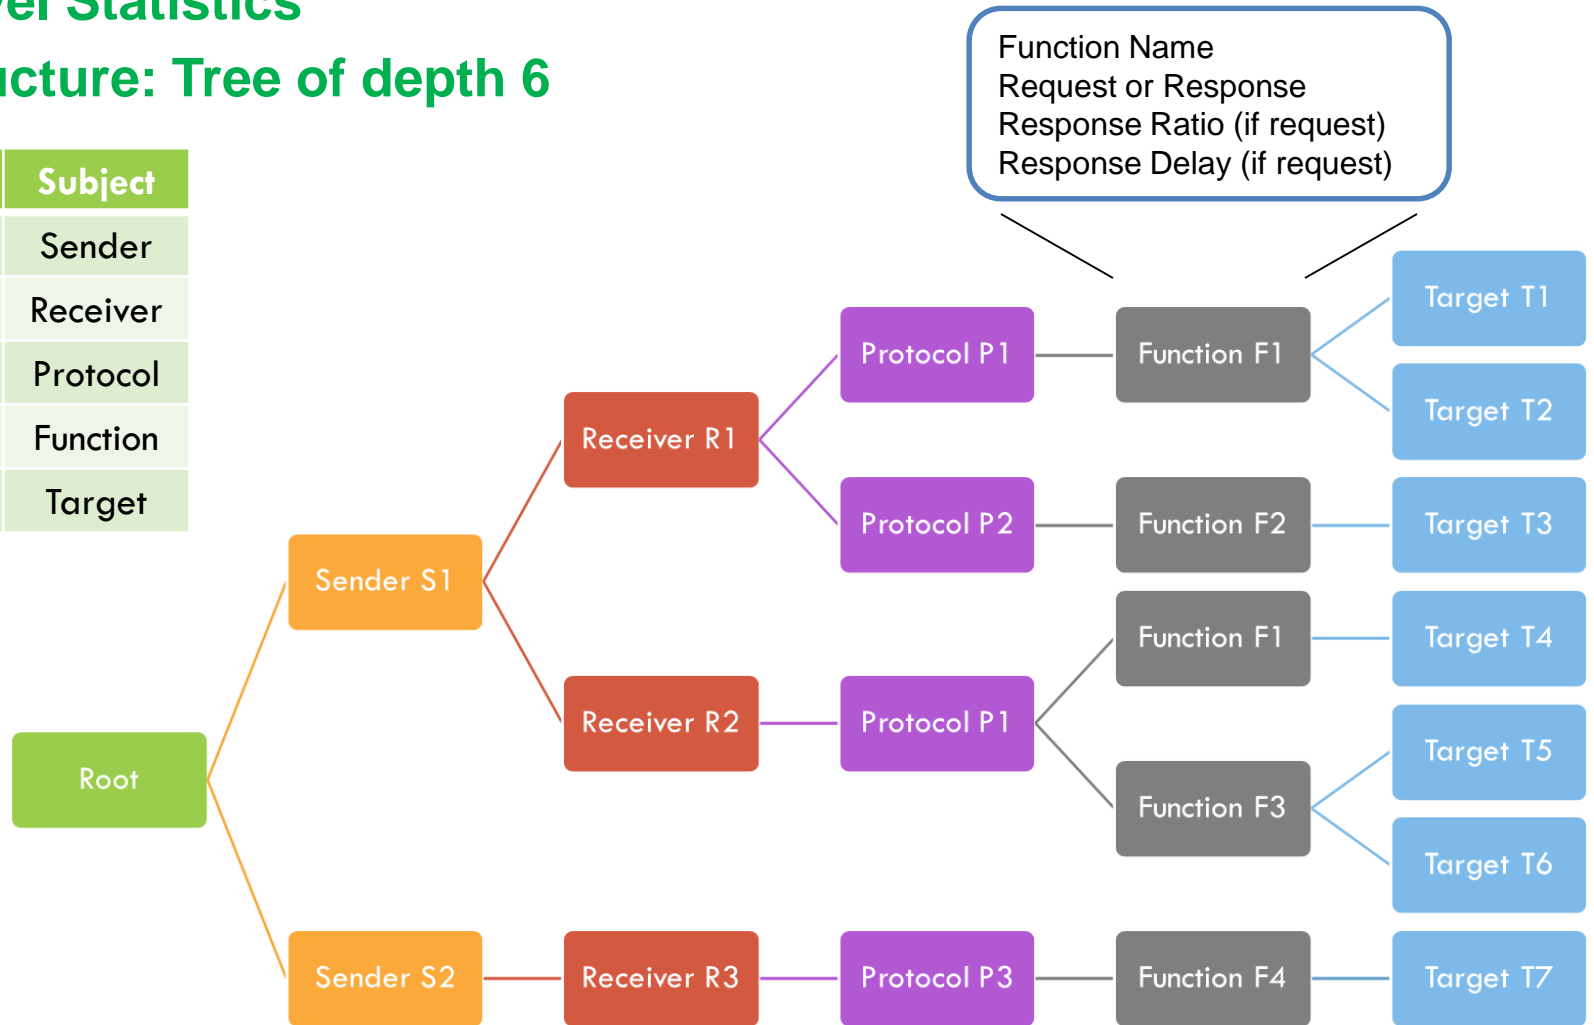 Statistics
Tree of depth 6
Function Name
Request or Response
Response Ratio (if request)
Response Delay (if request)
Subject
Sender
Receiver
Protocol
Function
Target
Root
Sender S1
Sender S2
Receiver R1
Receiver R2
Receiver R3
Protocol P1
Protocol P2
Protocol P1
Protocol P3
Function F1
Function F2
Function F1
Function F3
Function F4
Target T1
Target T2
Target T3
Target T4
Target T5
Target T6
Target T7